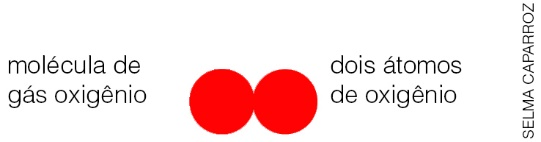 molécula de
gás oxigênio
dois átomos
de oxigênio
SELMA CAPARROZ